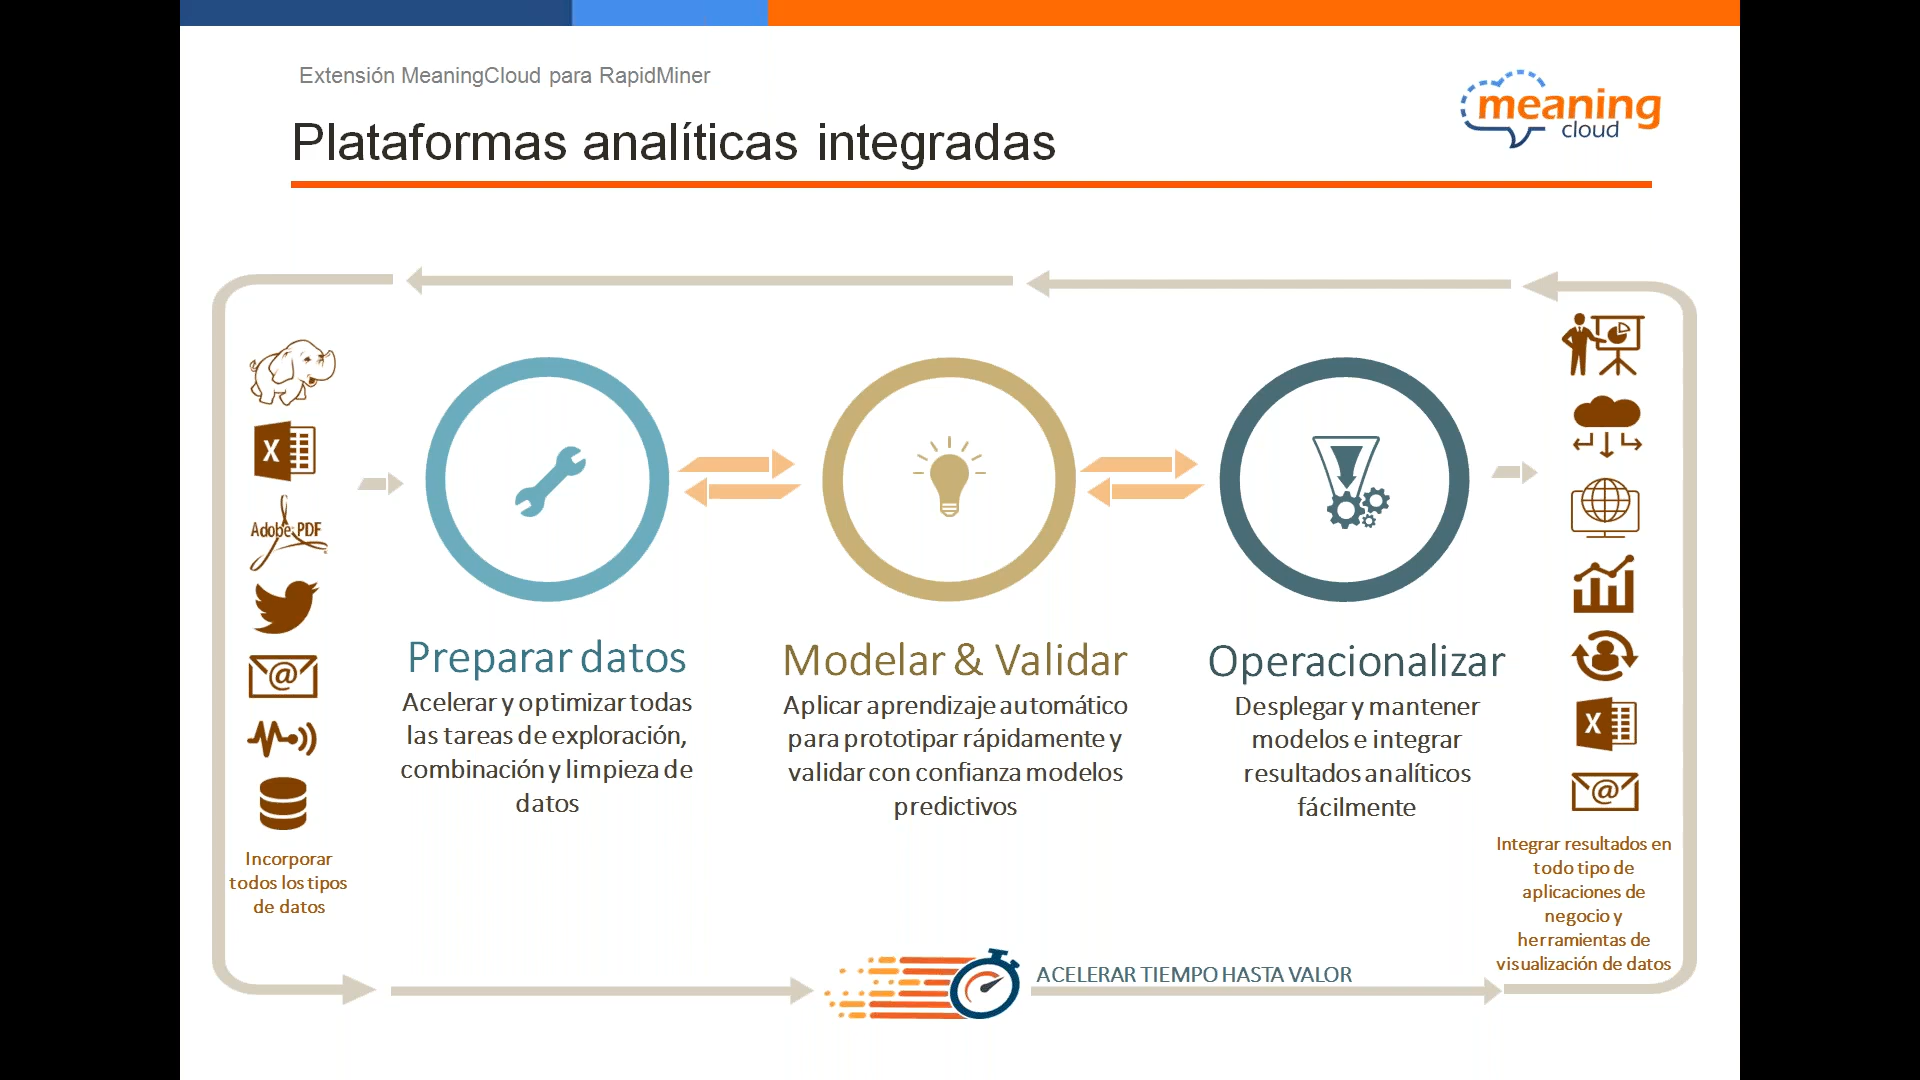 Extensión MeaningCloud para RapidMiner
Plataformas analíticas integradas
meaning
cloud
X
Adobe PDF
@
Incorporar
todos los tipos
de datos
Preparar datos
Acelerar y optimizar todas
las tareas de exploración,
combinación y limpieza de
datos
Modelar & Validar
Aplicar aprendizaje automático
para prototipar rápidamente y
validar con confianza modelos
predictivos
Operacionalizar
Desplegar y mantener
modelos e integrar
resultados analíticos
fácilmente
X
@
Integrar resultados en
todo tipo de
aplicaciones de
negocio y
herramientas de
visualización de datos
ACELERAR TIEMPO HASTA VALOR